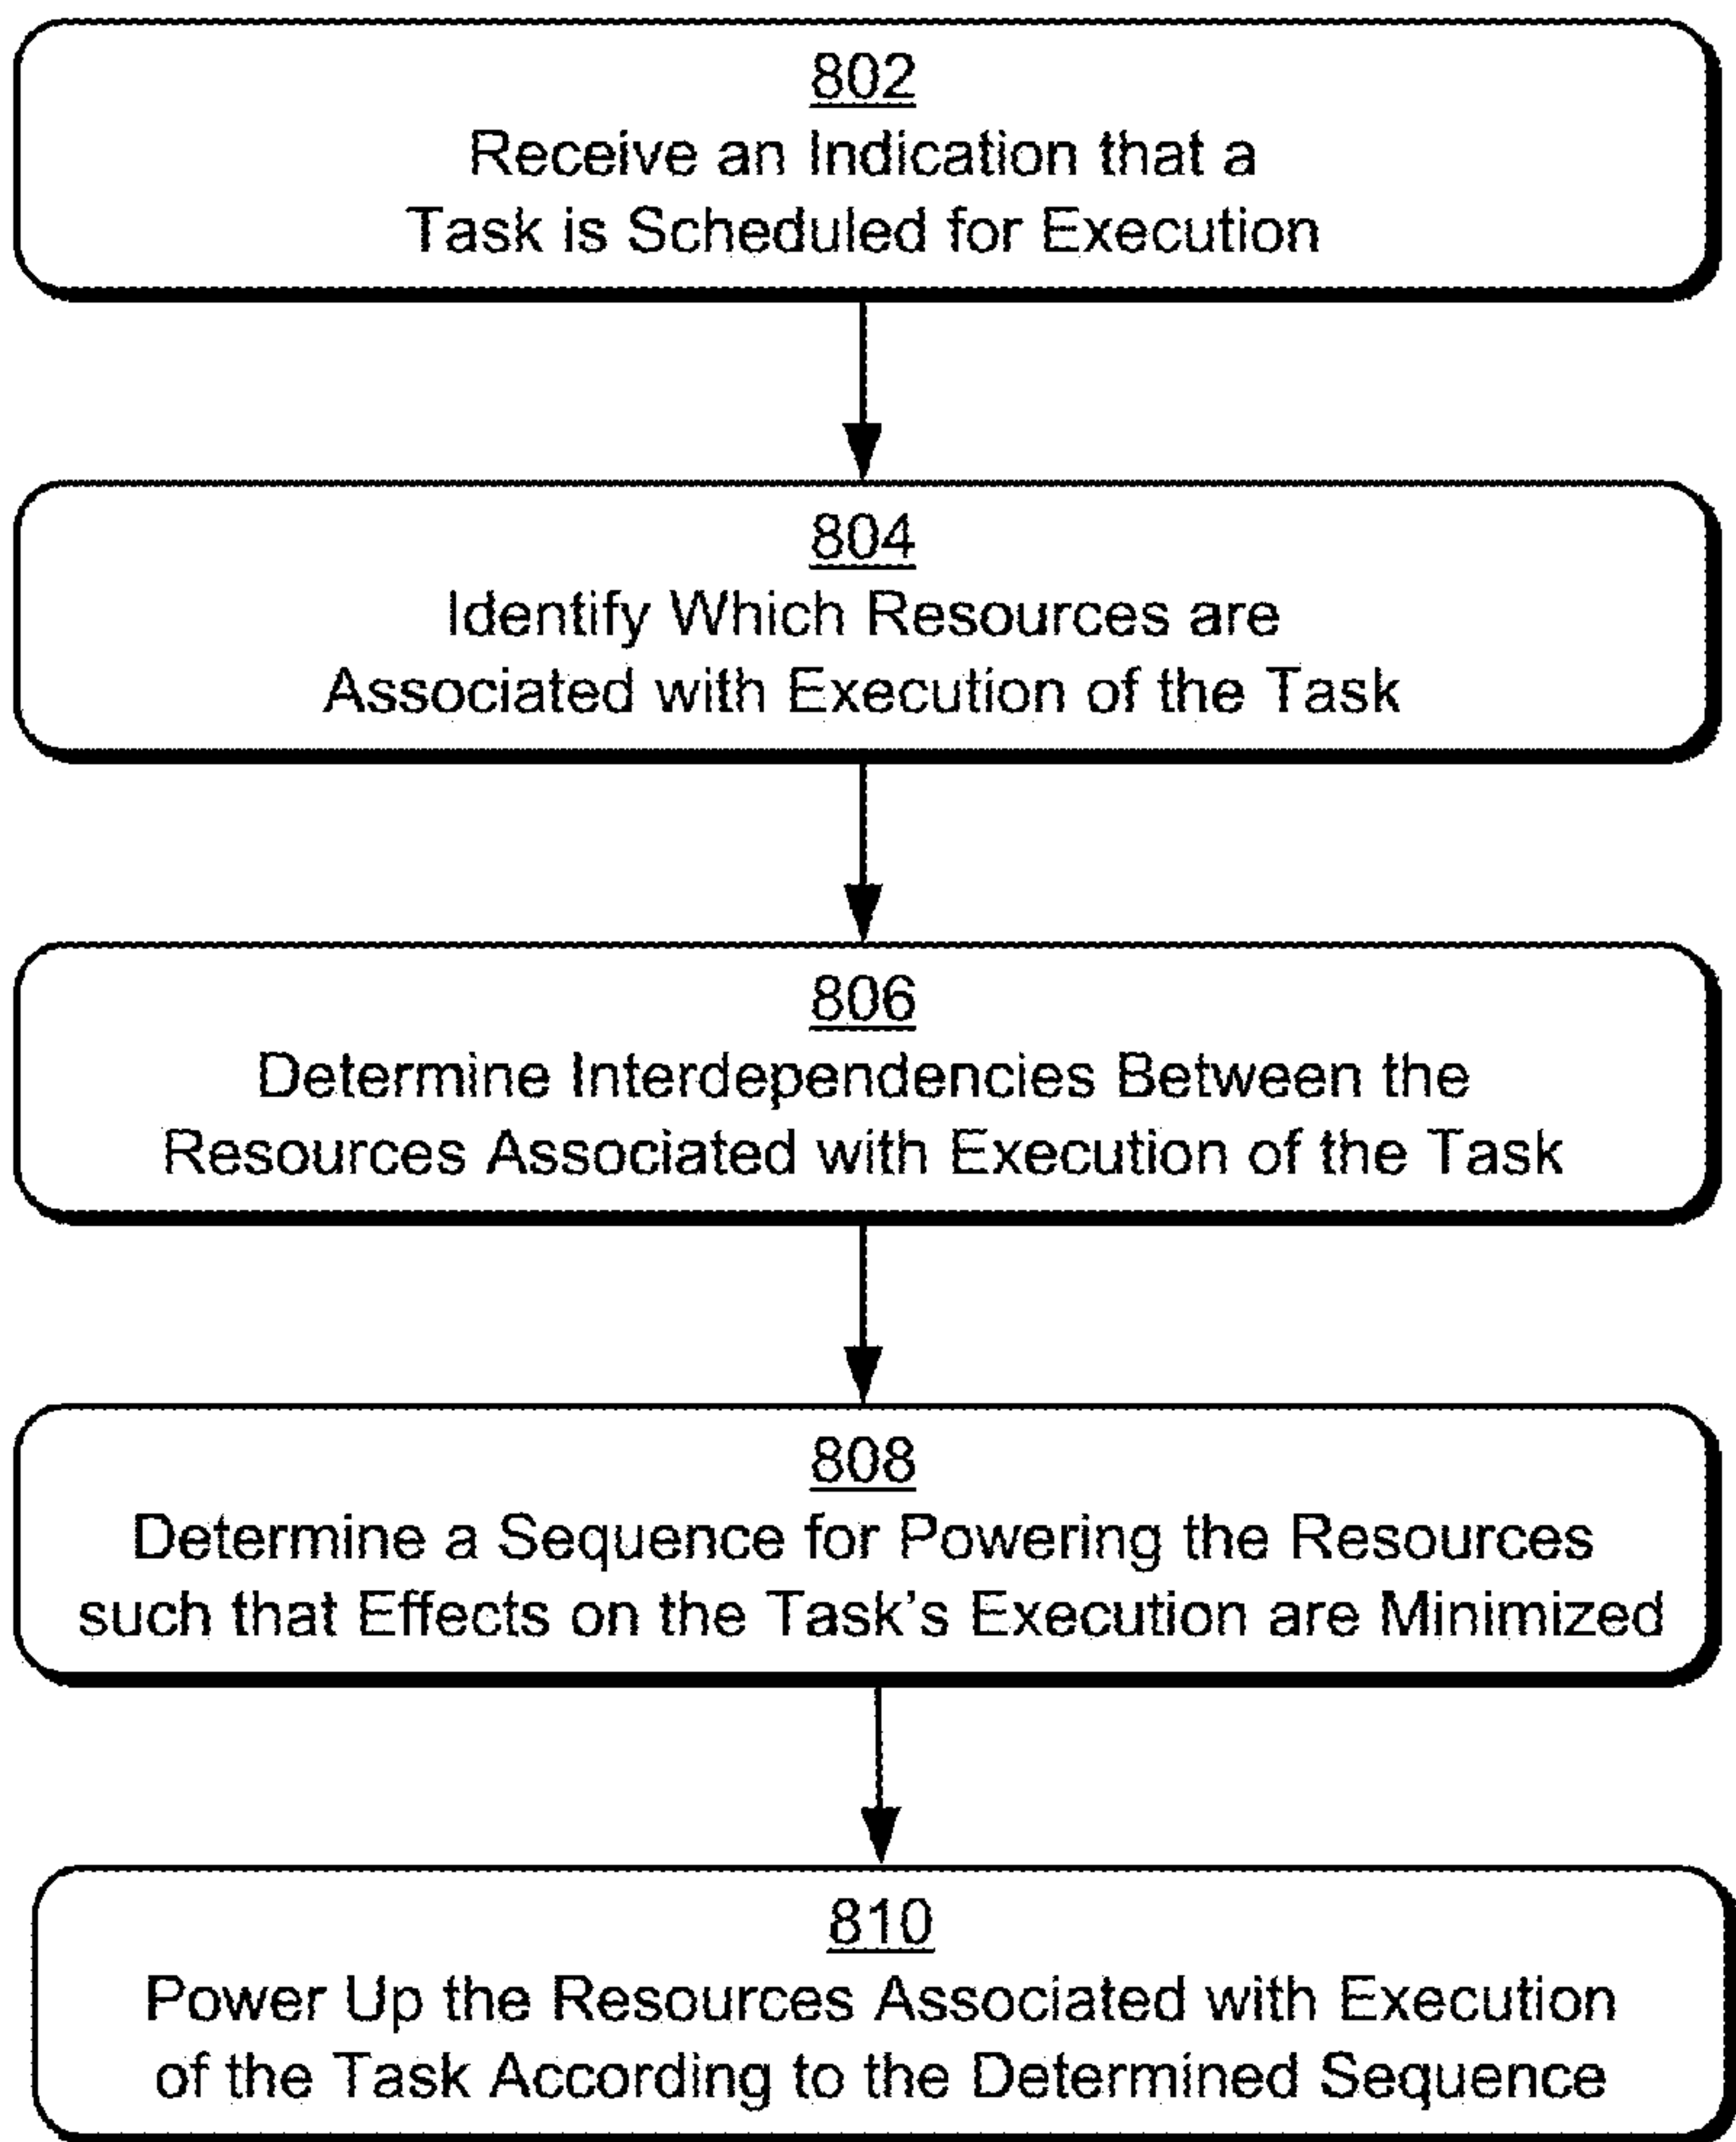 802
Receive an Indication that a
Task is Scheduled for Execution
804
Identify Which Resources are
Associated with Execution of the Task
806
Determine Interdependencies Between the
Resources Associated with Execution of the Task
808
Determine a Sequence for Powering the Resources
such that Effects on the Task's Execution are Minimized
810
Power Up the Resources Associated with Execution
of the Task According to the Determined Sequence